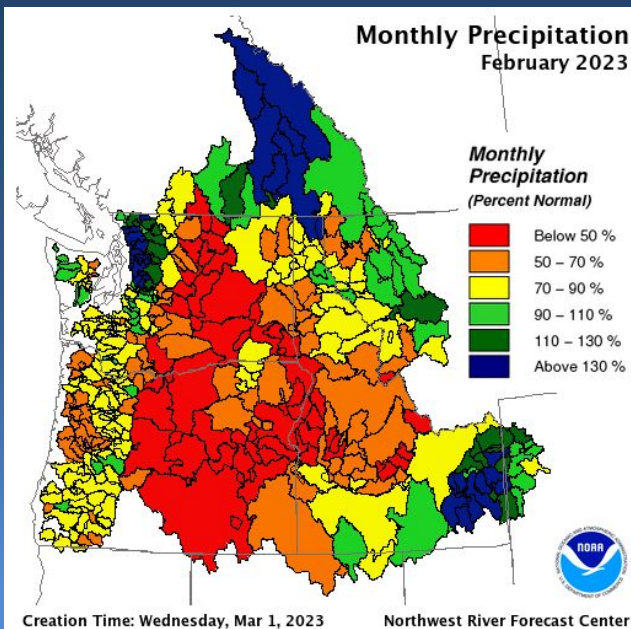 Monthly Precipitation
February 2023
Monthly
Precipitation
(Percent Normal)
Below 50 %
50 – 70 %
70 – 90 %
90 – 110 %
110 – 130 %
Above 130 %
NOAA
Creation Time: Wednesday, Mar 1, 2023
Northwest River Forecast Center